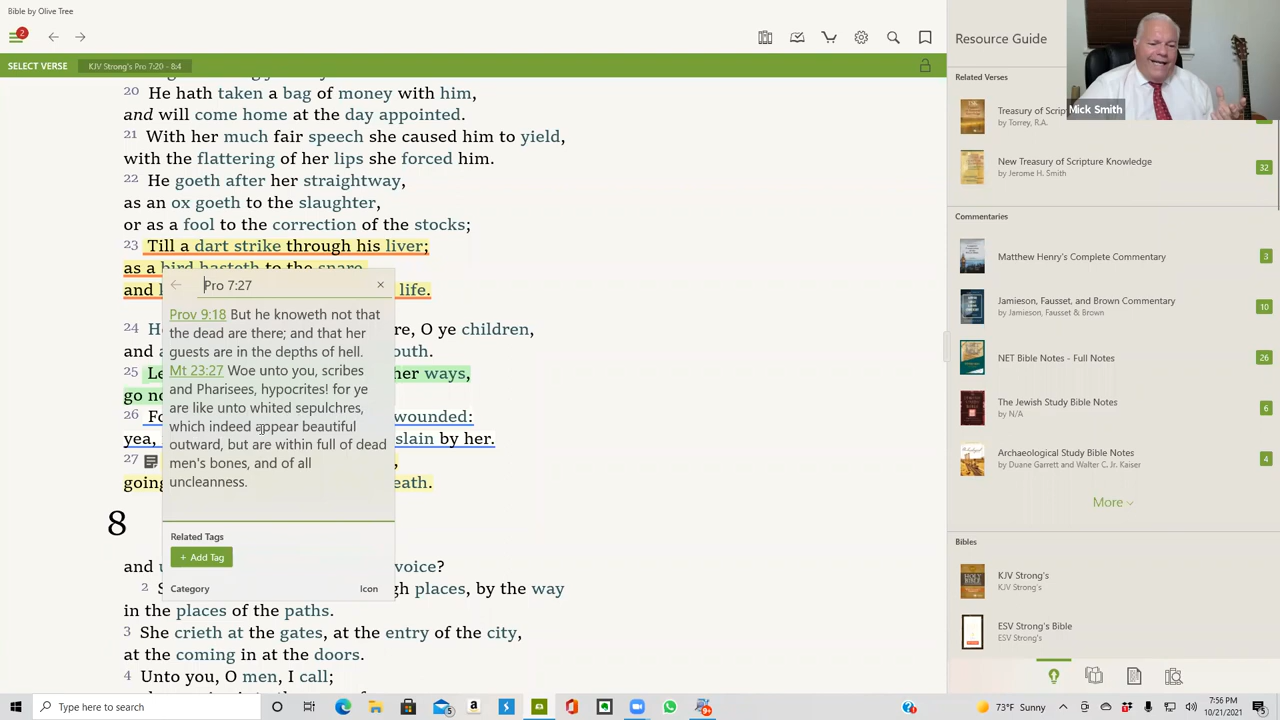 Bible by Olive Tree
2
SELECT VERSE
KJV Strong's Pro 7:20 - 8:4
20 He hath taken a bag of money with him,
and will come home at the day appointed.
21 With her much fair speech she caused him to yield,
with the flattering of her lips she forced him.
22 He goeth after her straightway,
as an ox goeth to the slaughter,
or as a fool to the correction of the stocks;
23 Till a dart strike through his liver;
as a bird hasteth to the snare,
and
life.
24 He
re, O ye children,
and
outh.
25 Le
her ways,
go no
26 Fo
wounded:
yea,
slain by her.
27
going
eath.
Pro 7:27
Prov 9:18 But he knoweth not that
the dead are there; and that her
guests are in the depths of hell.
Mt 23:27 Woe unto you, scribes
and Pharisees, hypocrites! for ye
are like unto whited sepulchres,
which indeed appear beautiful
outward, but are within full of dead
men's bones, and of all
uncleanness.
Related Tags
+ Add Tag
Category
Icon
8
and
voice?
2 S
gh places, by the way
in the places of the paths.
3 She crieth at the gates, at the entry of the city,
at the coming in at the doors.
4 Unto you, O men, I call;
Resource Guide
Mick Smith
Related Verses
Treasury of Scrip
by Torrey, R.A.
New Treasury of Scripture Knowledge
by Jerome H. Smith
32
Commentaries
Matthew Henry's Complete Commentary
3
Jamieson, Fausset, and Brown Commentary
by Jamieson, Fausset & Brown
10
NET Bible Notes - Full Notes
26
The Jewish Study Bible Notes
by N/A
6
Archaeological Study Bible Notes
by Duane Garrett and Walter C. Jr. Kaiser
4
More
Bibles
KJV Strong's
KJV Strong's
ESV Strong's Bible
ESV Strong's
Type here to search
73°F Sunny
7:56 PM
10/21/2021